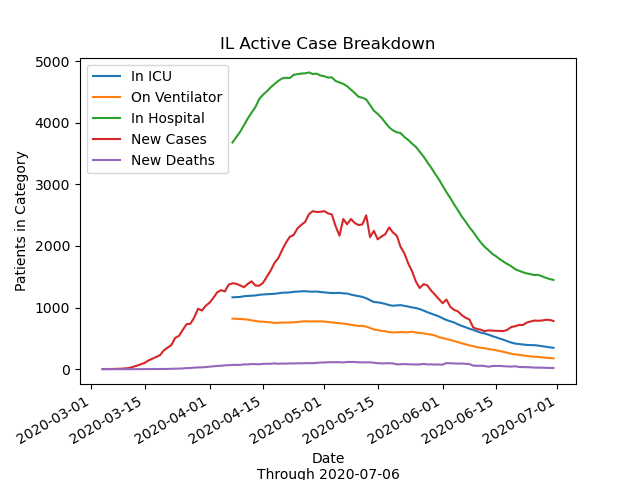 IL Active Case Breakdown
In ICU
On Ventilator
In Hospital
New Cases
New Deaths
Patients in Category
5000
4000
3000
2000
1000
0
2020-03-01
2020-03-15
2020-04-01
2020-04-15
2020-05-01
2020-05-15
2020-06-01
2020-06-15
2020-07-01
Date
Through 2020-07-06